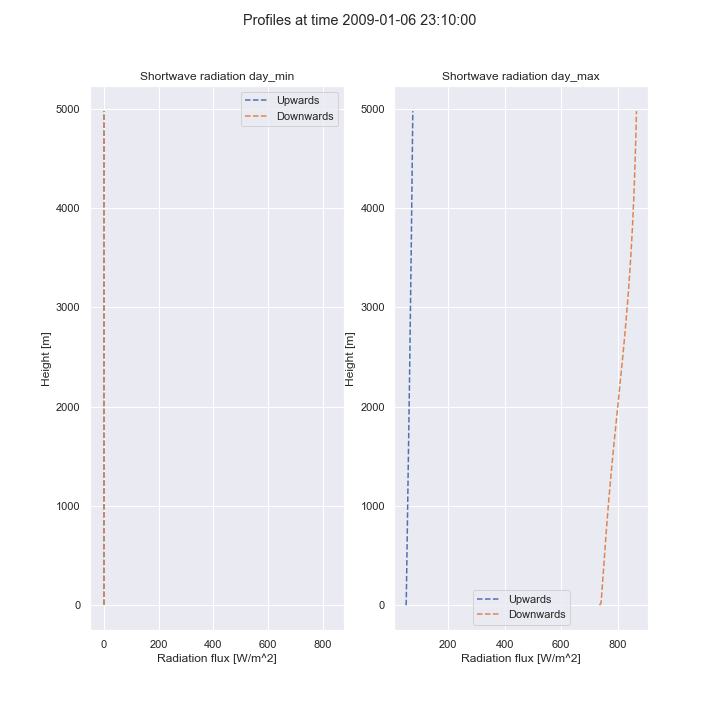 Profiles at time 2009-01-06 23:10:00
Shortwave radiation day_min
Upwards
Downwards
5000
4000
3000
2000
1000
0
Height [m]
0 200 400 600 800
Radiation flux [W/m^2]
Shortwave radiation day_max
5000
4000
3000
2000
1000
0
Height [m]
Upwards
Downwards
200 400 600 800
Radiation flux [W/m^2]